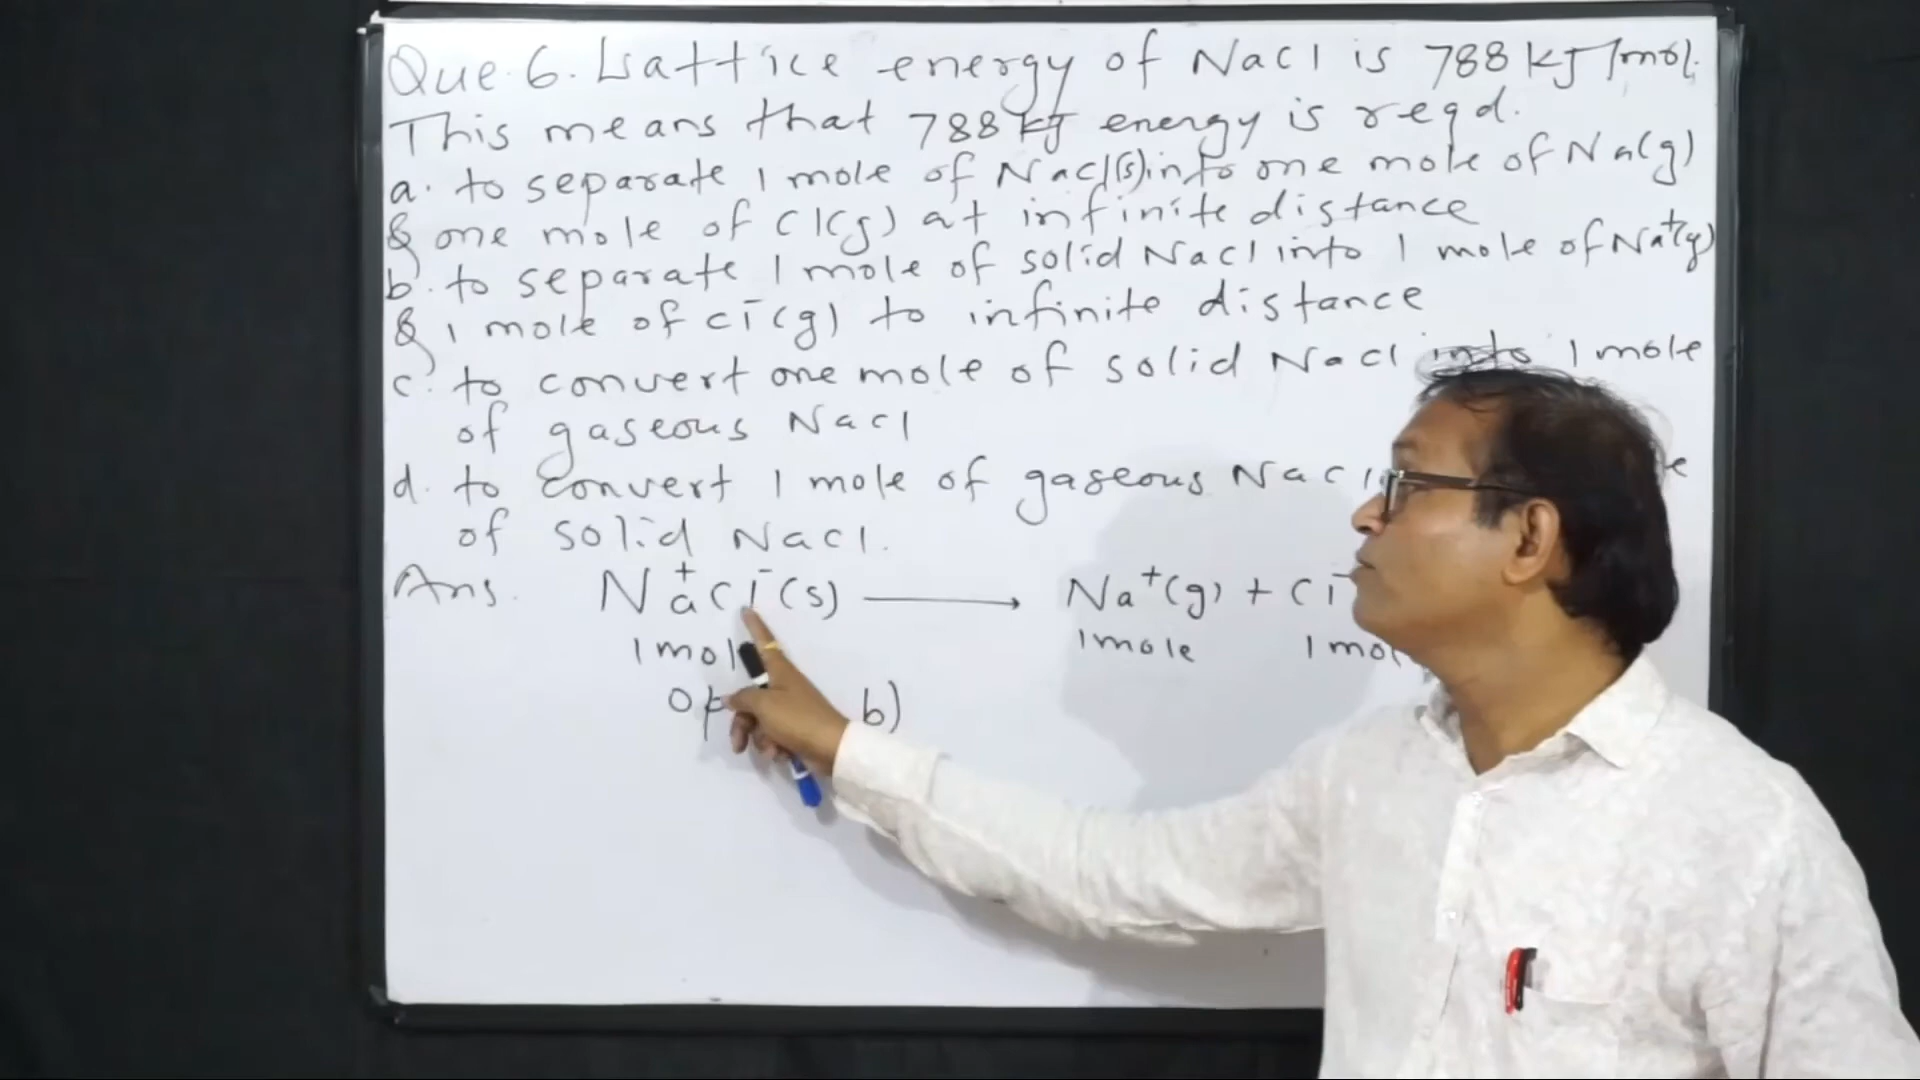 Que. 6. Lattice energy of NaCl is 788 kJ/mol.
This means that 788 kJ energy is reqd.
a. to separate 1 mole of NaCl(s) into one mole of Na(g)
& one mole of Cl(g) at infinite distance
b. to separate 1 mole of solid NaCl into 1 mole of Na⁺(g)
& 1 mole of Cl⁻(g) to infinite distance
c. to convert one mole of solid NaCl into 1 mole
of gaseous NaCl
d. to convert 1 mole of gaseous NaCl
of solid NaCl.
Ans. Na⁺Cl⁻(s) → Na⁺(g) + Cl⁻
1 mol 1 mole 1 mol
b)